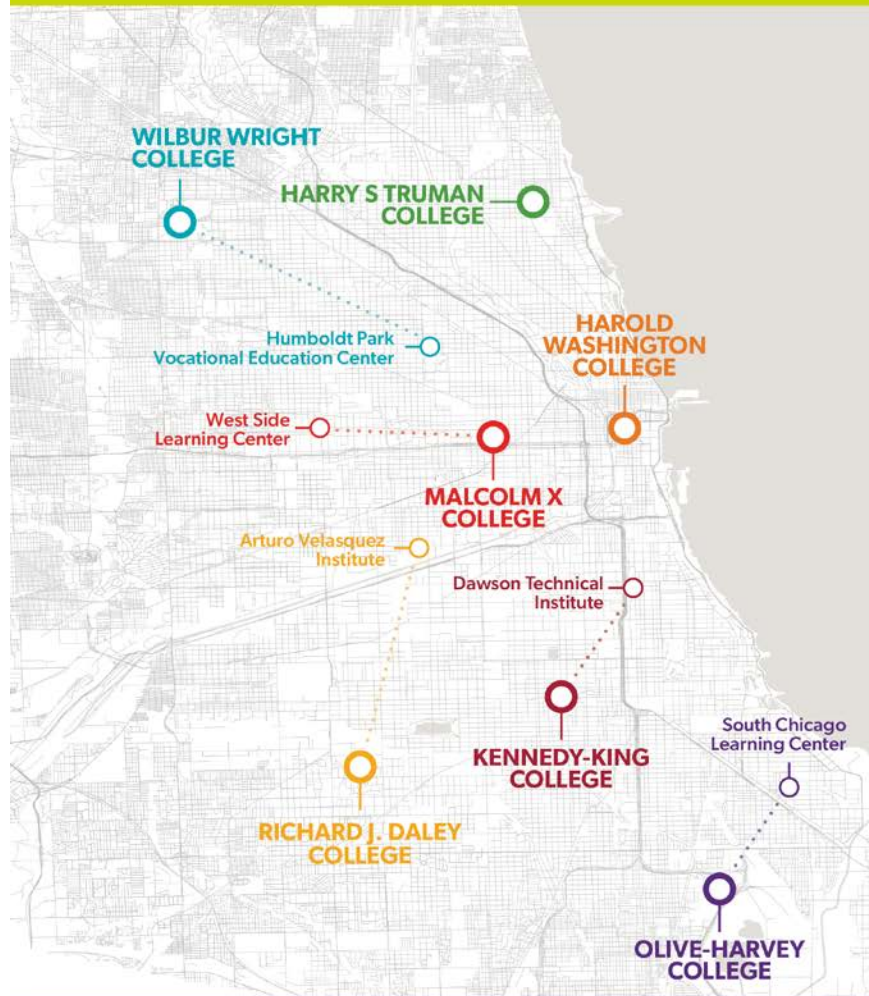 WILBUR WRIGHT
COLLEGE
HARRY S TRUMAN
COLLEGE
HAROLD
WASHINGTON
COLLEGE
Humboldt Park
Vocational Education Center
West Side
Learning Center
MALCOLM X
COLLEGE
Arturo Velasquez
Institute
Dawson Technical
Institute
South Chicago
Learning Center
KENNEDY-KING
COLLEGE
RICHARD J. DALEY
COLLEGE
OLIVE-HARVEY
COLLEGE